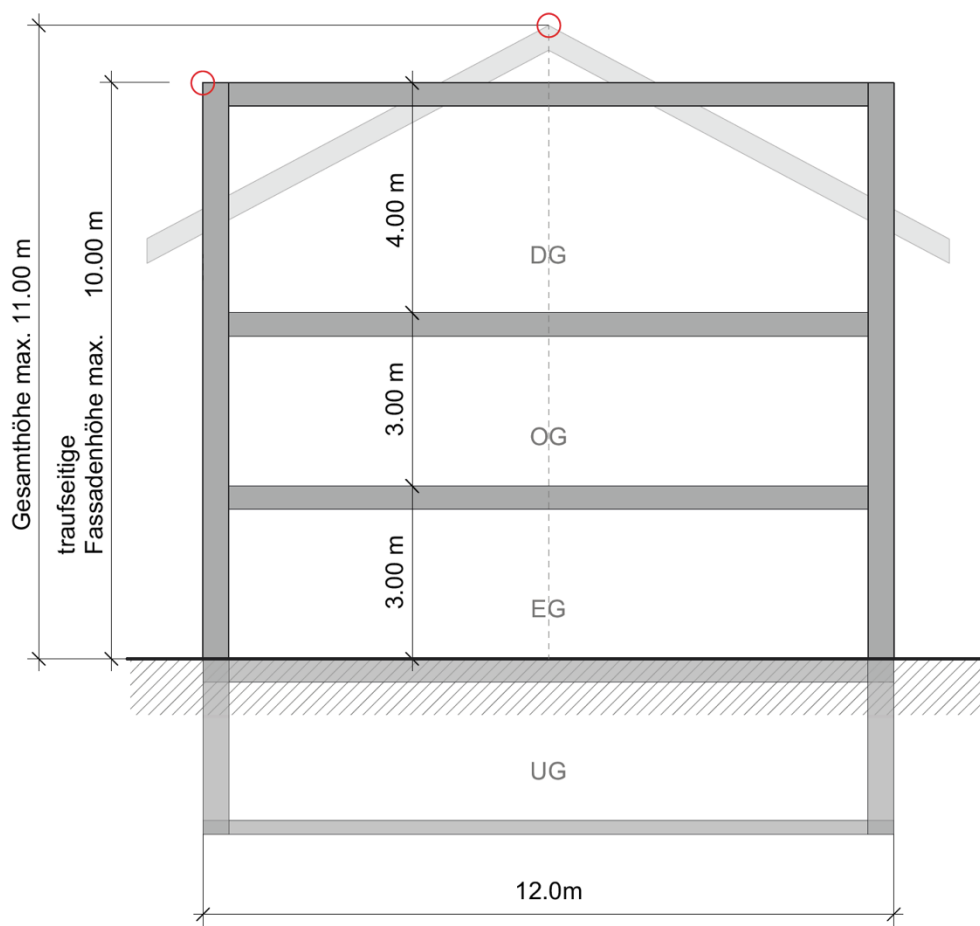 Gesamthöhe max. 11.00 m
traufseitige
Fassadenhöhe max. 10.00 m
4.00 m
DG
3.00 m
OG
3.00 m
EG
UG
12.0m